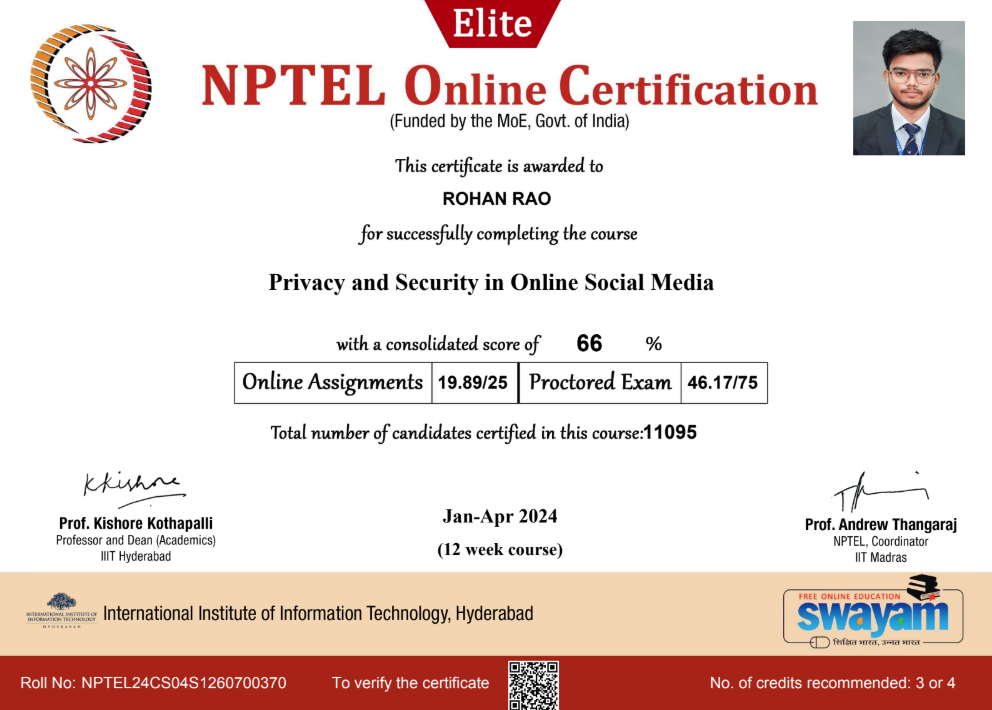 Elite
NPTEL Online Certification
(Funded by the MoE, Govt. of India)
This certificate is awarded to
ROHAN RAO
for successfully completing the course
Privacy and Security in Online Social Media
with a consolidated score of 66 %
Online Assignments 19.89/25 Proctored Exam 46.17/75
Total number of candidates certified in this course:11095
KKishore
Prof. Kishore Kothapalli
Professor and Dean (Academics)
IIIT Hyderabad
Jan-Apr 2024
(12 week course)
Prof. Andrew Thangaraj
NPTEL, Coordinator
IIT Madras
INTERNATIONAL INSTITUTE OF
INFORMATION TECHNOLOGY
HYDERABAD
International Institute of Information Technology, Hyderabad
FREE ONLINE EDUCATION
swayam
शिक्षित भारत, उन्नत भारत
Roll No: NPTEL24CS04S1260700370 To verify the certificate No. of credits recommended: 3 or 4